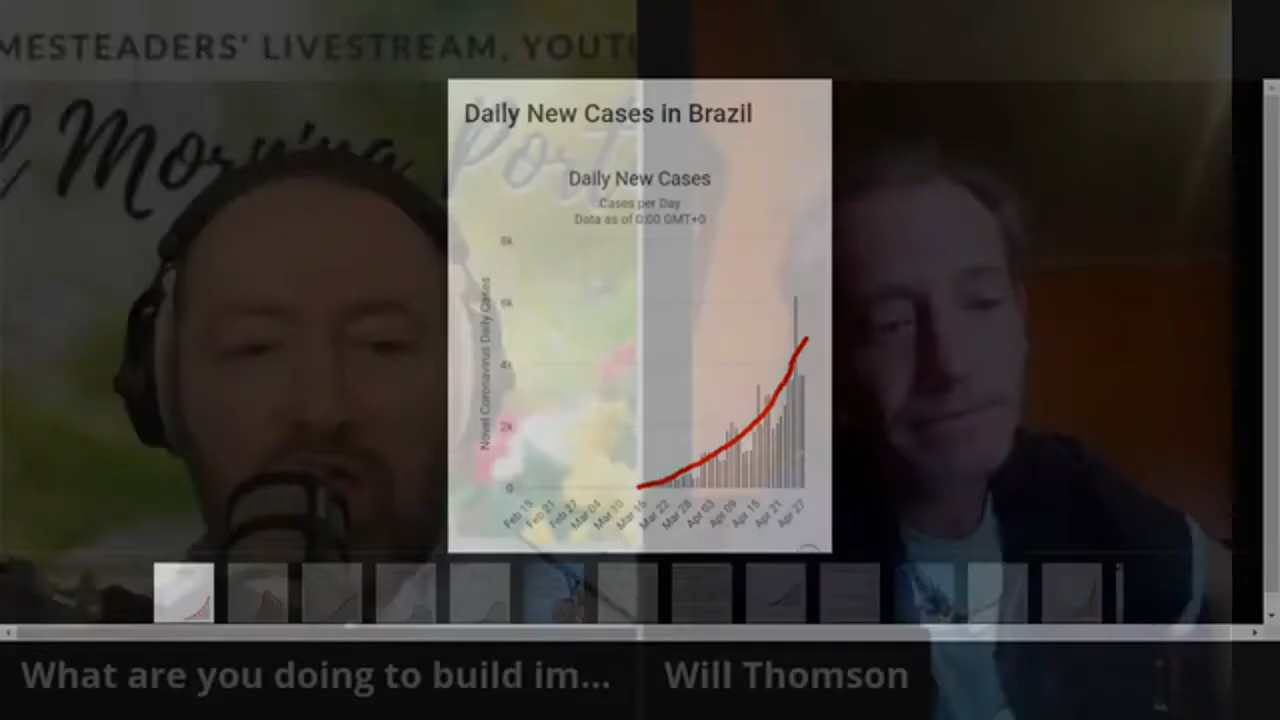 MESTEADERS' LIVESTREAM, YOUT
Morning Port
Daily New Cases in Brazil
Daily New Cases
Cases per Day
Data as of 0:00 GMT+0
Novel Coronavirus Daily Cases
8k
6k
4k
2k
0
Feb 15
Feb 21
Feb 27
Mar 04
Mar 10
Mar 16
Mar 22
Mar 28
Apr 03
Apr 09
Apr 15
Apr 21
Apr 27
What are you doing to build im...
Will Thomson